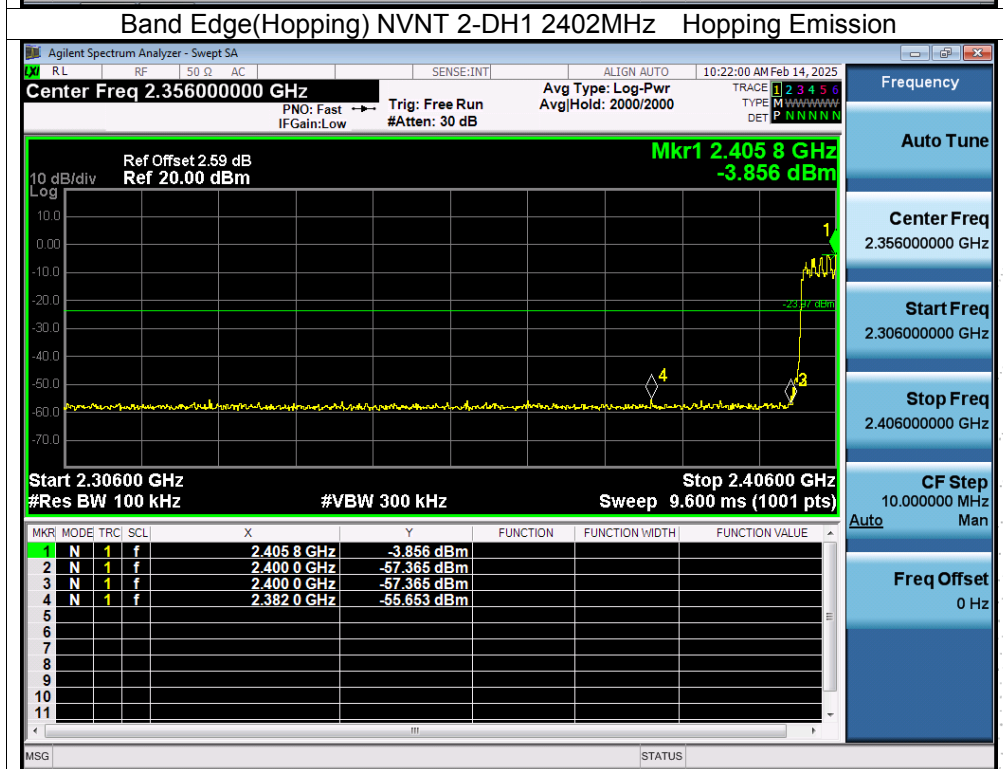 Band Edge(Hopping) NVNT 2-DH1 2402MHz Hopping Emission
Agilent Spectrum Analyzer - Swept SA
LXI RL RF 50 Ω AC SENSE:INT ALIGN AUTO 10:22:00 AM Feb 14, 2025
Center Freq 2.356000000 GHz
PNO: Fast
IFGain:Low
Trig: Free Run
#Atten: 30 dB
Avg Type: Log-Pwr
Avg|Hold: 2000/2000
TRACE 1 2 3 4 5 6
TYPE M WWWWW
DET P N N N N N
Frequency
Auto Tune
Center Freq
2.356000000 GHz
Start Freq
2.306000000 GHz
Stop Freq
2.406000000 GHz
CF Step
10.000000 MHz
Auto Man
Freq Offset
0 Hz
Mkr1 2.405 8 GHz
-3.856 dBm
Ref Offset 2.59 dB
10 dB/div Ref 20.00 dBm
Log
10.0
0.00
-10.0
-20.0
-30.0
-40.0
-50.0
-60.0
-70.0
1
-23.97 dBm
4
3
Start 2.30600 GHz Stop 2.40600 GHz
#Res BW 100 kHz #VBW 300 kHz Sweep 9.600 ms (1001 pts)
MKR MODE TRC SCL X Y FUNCTION FUNCTION WIDTH FUNCTION VALUE
1 N 1 f 2.405 8 GHz -3.856 dBm
2 N 1 f 2.400 0 GHz -57.365 dBm
3 N 1 f 2.400 0 GHz -57.365 dBm
4 N 1 f 2.382 0 GHz -55.653 dBm
5
6
7
8
9
10
11
MSG STATUS